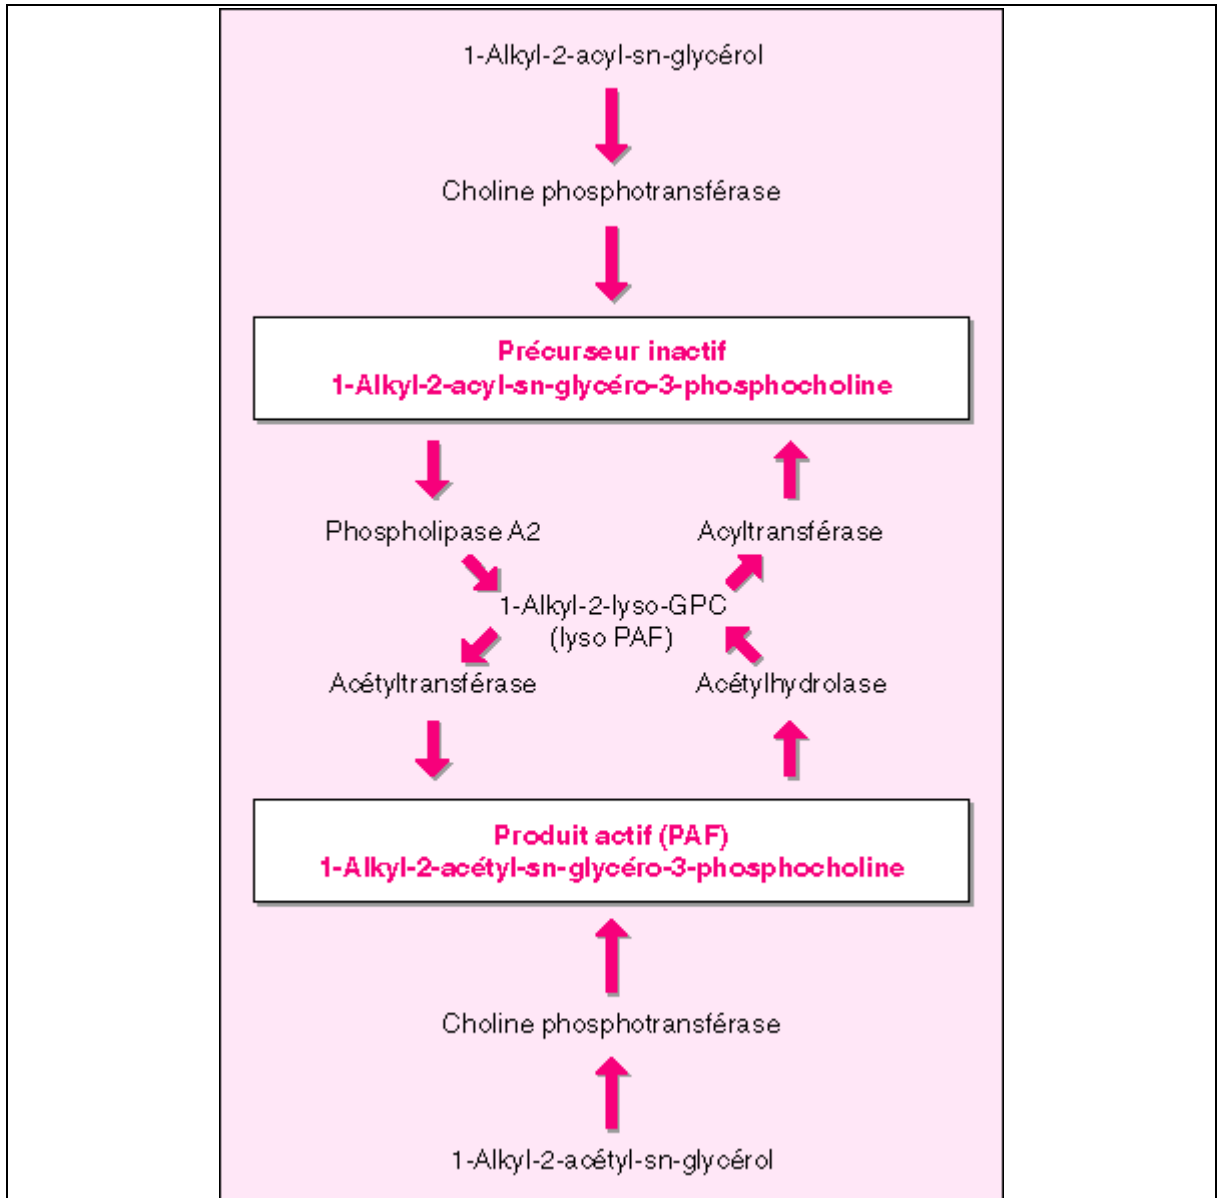 1-Alkyl-2-acyl-sn-glycérol
Choline phosphotransférase
Précurseur inactif
1-Alkyl-2-acyl-sn-glycéro-3-phosphocholine
Phospholipase A2
Acyltransférase
1-Alkyl-2-lyso-GPC
(lyso PAF)
Acétyltransférase
Acétylhydrolase
Produit actif (PAF)
1-Alkyl-2-acétyl-sn-glycéro-3-phosphocholine
Choline phosphotransférase
1-Alkyl-2-acétyl-sn-glycérol